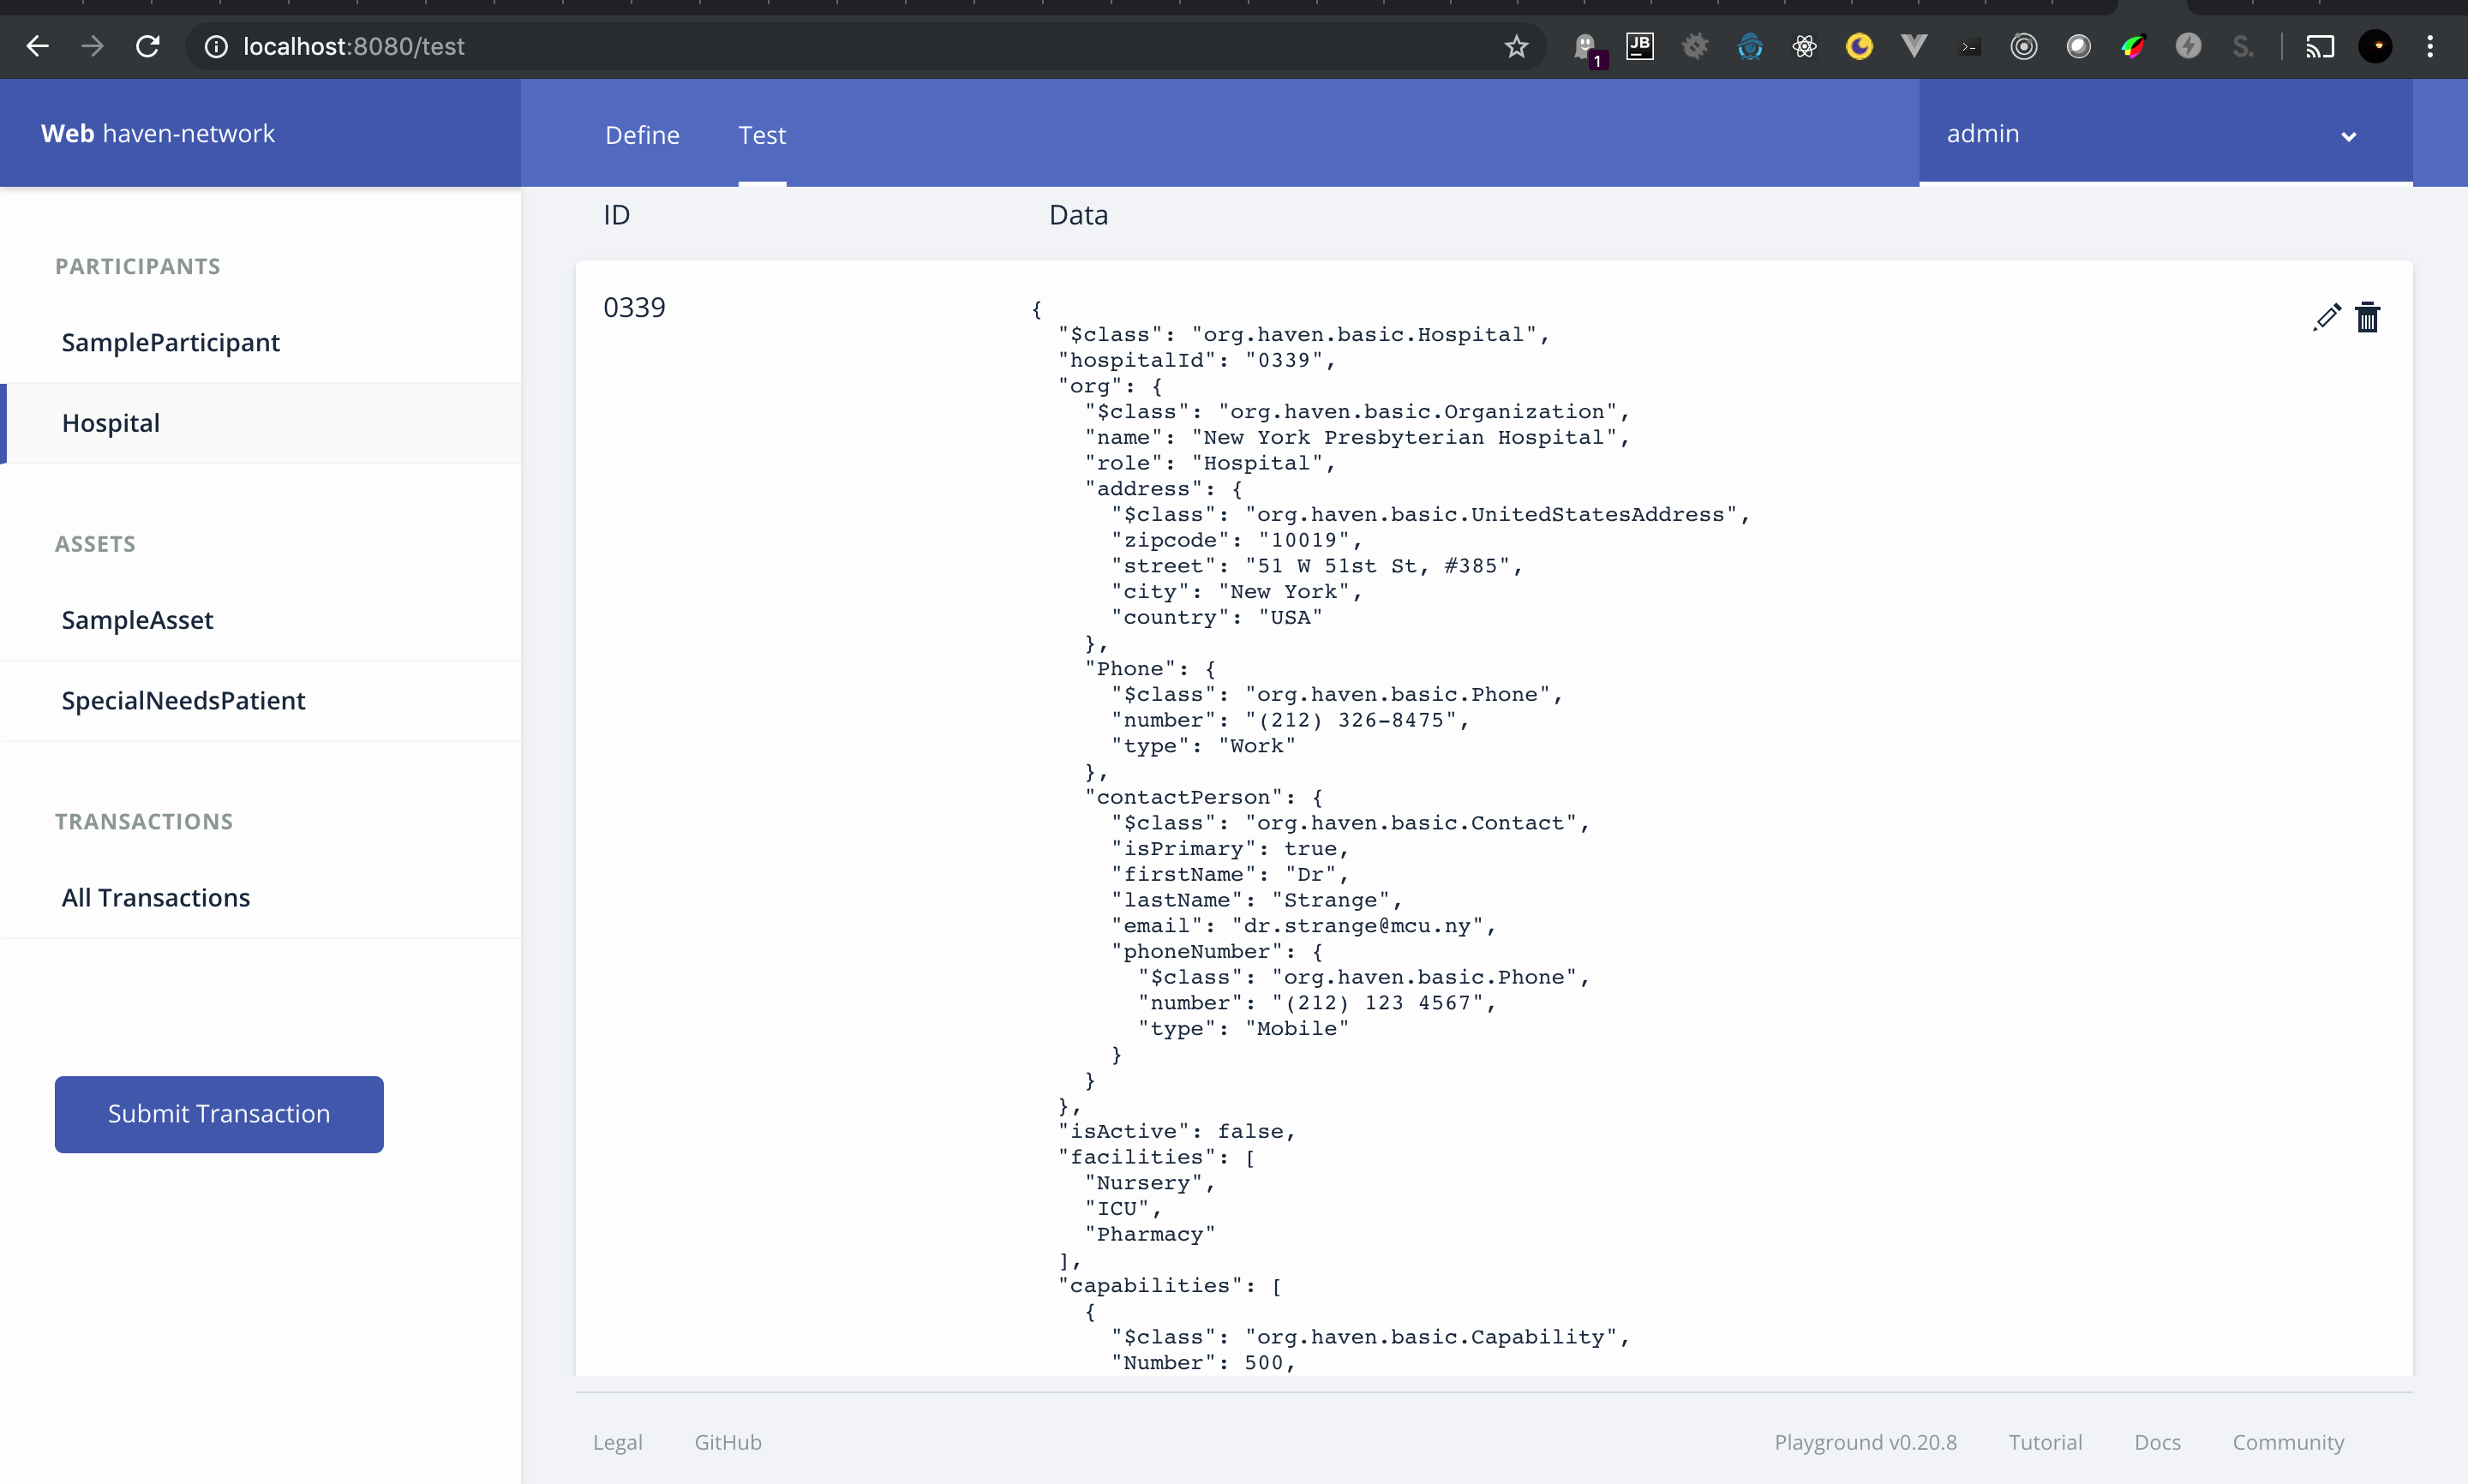 localhost:8080/test
1
JB
S.
Web haven-network
Define
Test
admin
PARTICIPANTS
SampleParticipant
Hospital
ASSETS
SampleAsset
SpecialNeedsPatient
TRANSACTIONS
All Transactions
Submit Transaction
ID
Data
0339
{
  "$class": "org.haven.basic.Hospital",
  "hospitalId": "0339",
  "org": {
    "$class": "org.haven.basic.Organization",
    "name": "New York Presbyterian Hospital",
    "role": "Hospital",
    "address": {
      "$class": "org.haven.basic.UnitedStatesAddress",
      "zipcode": "10019",
      "street": "51 W 51st St, #385",
      "city": "New York",
      "country": "USA"
    },
    "Phone": {
      "$class": "org.haven.basic.Phone",
      "number": "(212) 326-8475",
      "type": "Work"
    },
    "contactPerson": {
      "$class": "org.haven.basic.Contact",
      "isPrimary": true,
      "firstName": "Dr",
      "lastName": "Strange",
      "email": "dr.strange@mcu.ny",
      "phoneNumber": {
        "$class": "org.haven.basic.Phone",
        "number": "(212) 123 4567",
        "type": "Mobile"
      }
    }
  },
  "isActive": false,
  "facilities": [
    "Nursery",
    "ICU",
    "Pharmacy"
  ],
  "capabilities": [
    {
      "$class": "org.haven.basic.Capability",
      "Number": 500,
Legal
GitHub
Playground v0.20.8
Tutorial
Docs
Community